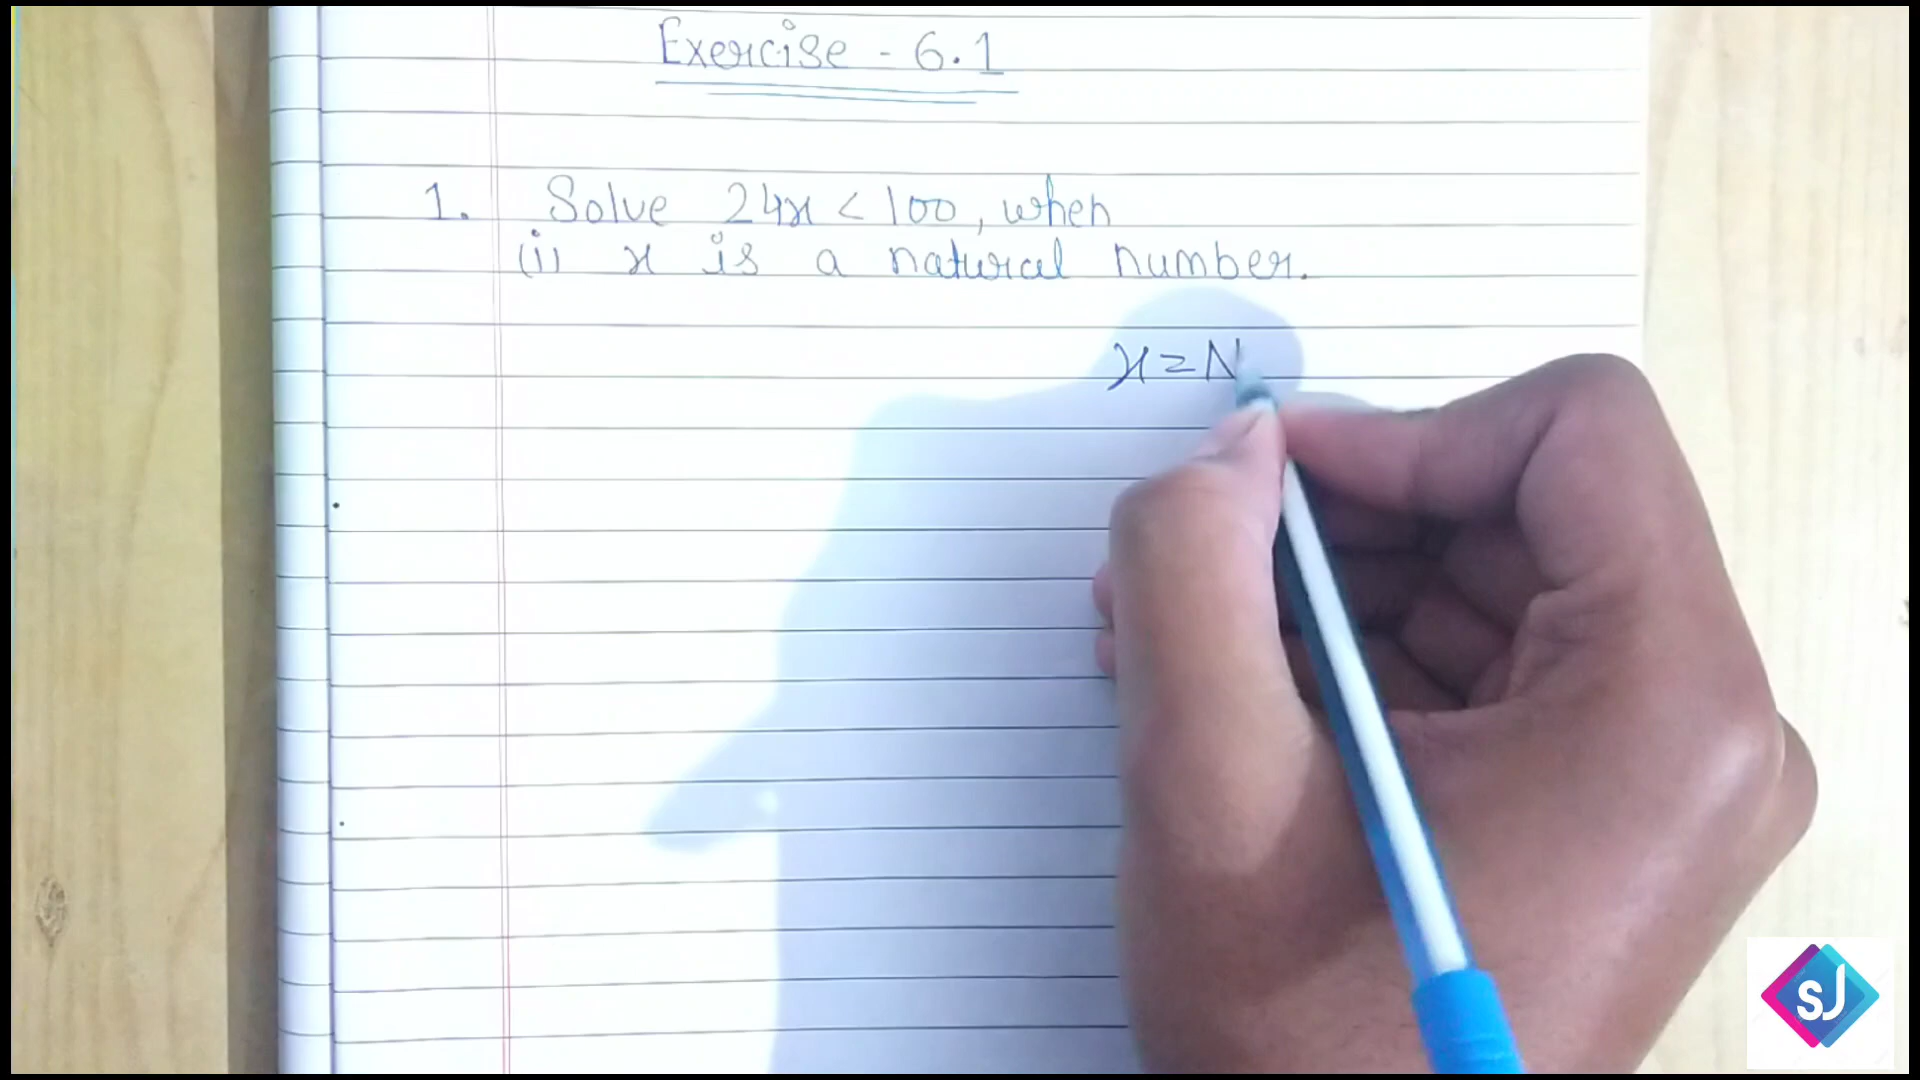 Exercise - 6.1
1. Solve 24x < 100, when
(i) x is a natural number.
x = N
SJ